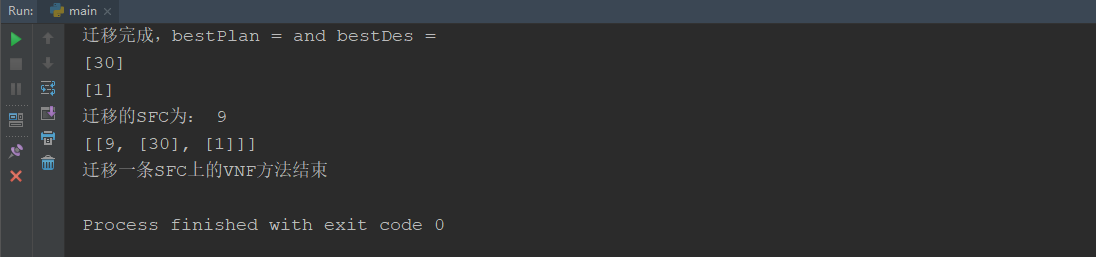 Run: main
迁移完成，bestPlan = and bestDes =
[30]
[1]
迁移的SFC为： 9
[[9, [30], [1]]]
迁移一条SFC上的VNF方法结束
Process finished with exit code 0